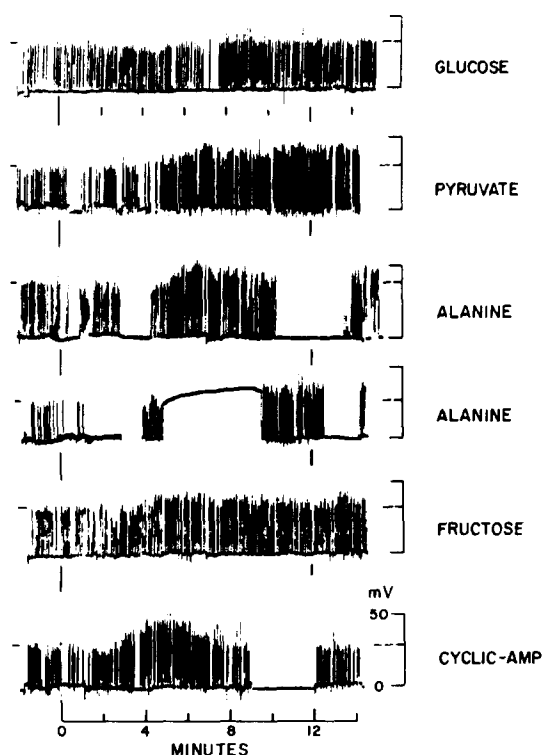 GLUCOSE
PYRUVATE
ALANINE
ALANINE
FRUCTOSE
mV
50
CYCLIC-AMP
0
0 4 8 12
MINUTES